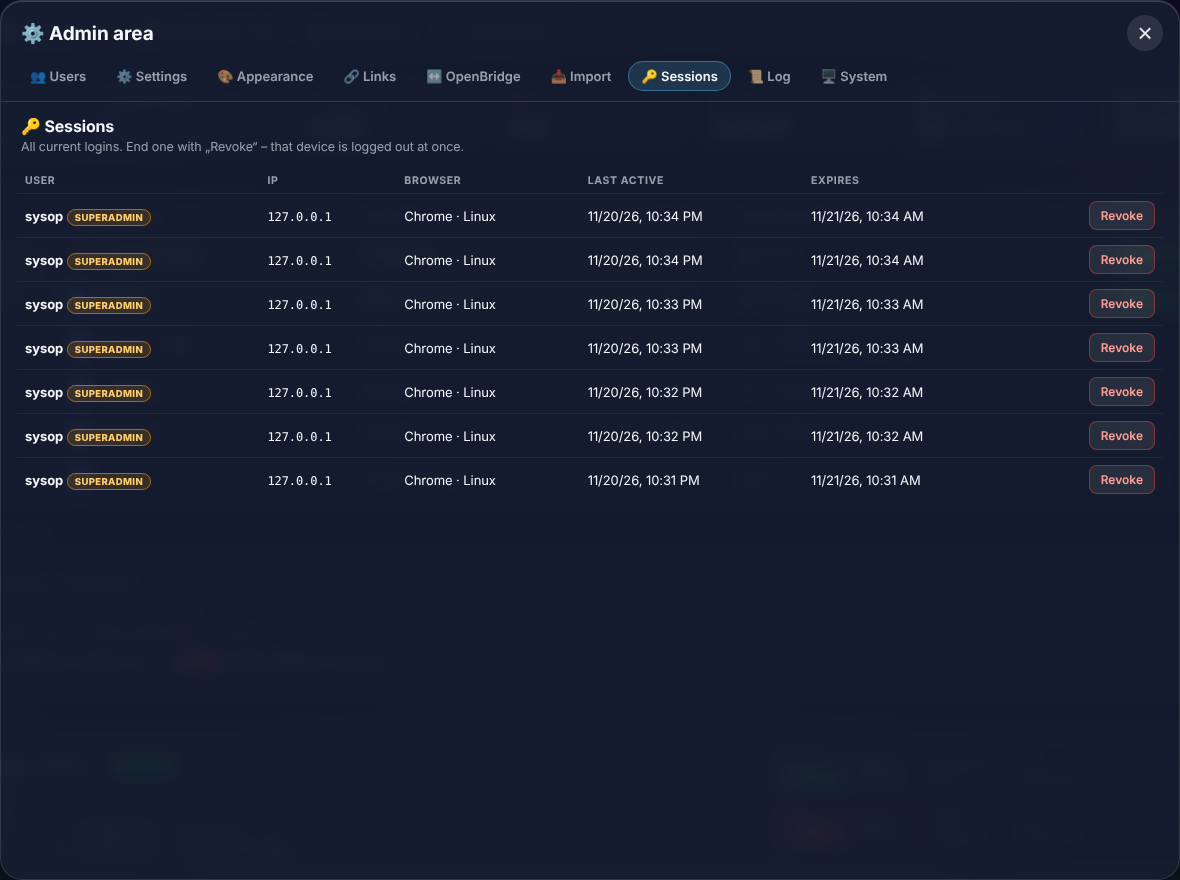 ⚙️ Admin area
✕
👥 Users ⚙️ Settings 🎨 Appearance 🔗 Links ↔️ OpenBridge 📥 Import 🔑 Sessions 📜 Log 🖥️ System
🔑 Sessions
All current logins. End one with „Revoke“ – that device is logged out at once.
USER IP BROWSER LAST ACTIVE EXPIRES
sysop SUPERADMIN 127.0.0.1 Chrome · Linux 11/20/26, 10:34 PM 11/21/26, 10:34 AM Revoke
sysop SUPERADMIN 127.0.0.1 Chrome · Linux 11/20/26, 10:34 PM 11/21/26, 10:34 AM Revoke
sysop SUPERADMIN 127.0.0.1 Chrome · Linux 11/20/26, 10:33 PM 11/21/26, 10:33 AM Revoke
sysop SUPERADMIN 127.0.0.1 Chrome · Linux 11/20/26, 10:33 PM 11/21/26, 10:33 AM Revoke
sysop SUPERADMIN 127.0.0.1 Chrome · Linux 11/20/26, 10:32 PM 11/21/26, 10:32 AM Revoke
sysop SUPERADMIN 127.0.0.1 Chrome · Linux 11/20/26, 10:32 PM 11/21/26, 10:32 AM Revoke
sysop SUPERADMIN 127.0.0.1 Chrome · Linux 11/20/26, 10:31 PM 11/21/26, 10:31 AM Revoke